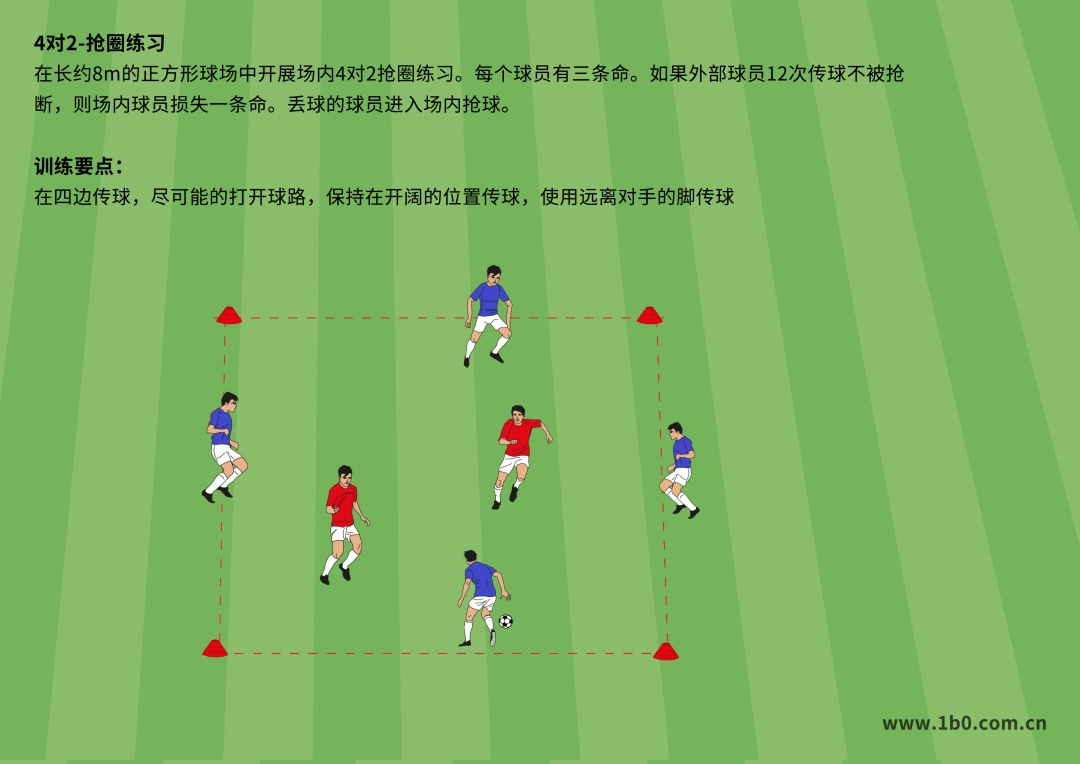 4对2-抢圈练习
在长约8m的正方形球场中开展场内4对2抢圈练习。每个球员有三条命。如果外部球员12次传球不被抢
断，则场内球员损失一条命。丢球的球员进入场内抢球。
训练要点：
在四边传球，尽可能的打开球路，保持在开阔的位置传球，使用远离对手的脚传球
www.1b0.com.cn